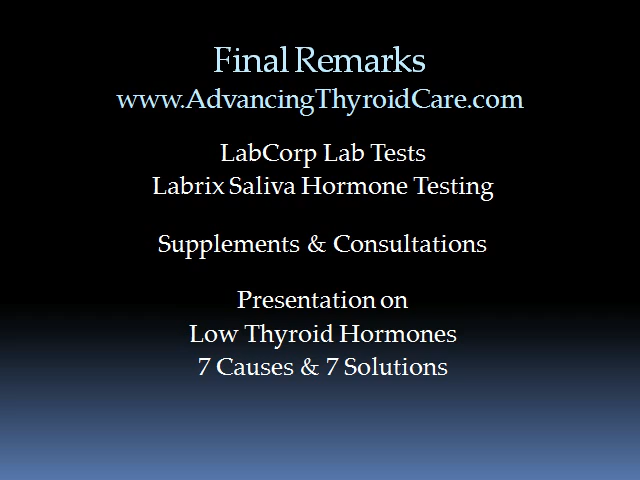 Final Remarks
www.AdvancingThyroidCare.com
LabCorp Lab Tests
Labrix Saliva Hormone Testing
Supplements & Consultations
Presentation on
Low Thyroid Hormones
7 Causes & 7 Solutions